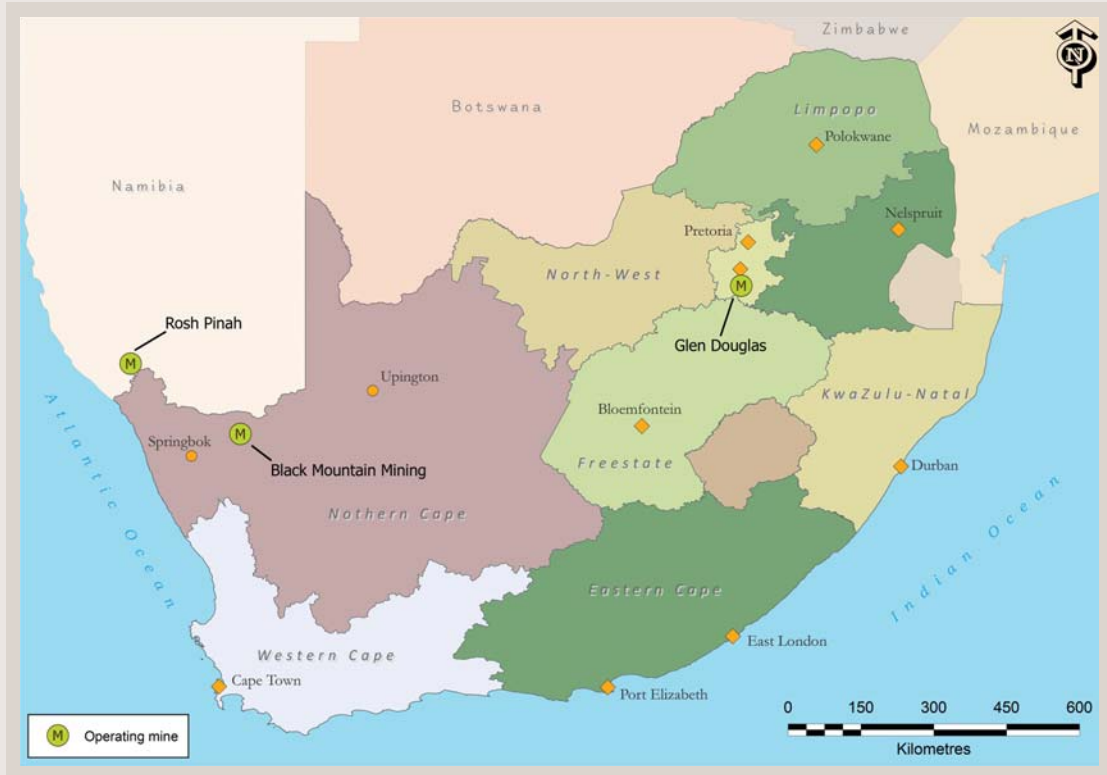 Zimbabwe
N
Botswana
Limpopo
Polokwane
Mozambique
Namibia
Nelspruit
Pretoria
North-West
M
Glen Douglas
Rosh Pinah
M
Upington
KwaZulu-Natal
Bloemfontein
M
Springbok
Black Mountain Mining
Freestate
Durban
Atlantic Ocean
Nothern Cape
Indian Ocean
Eastern Cape
East London
Western Cape
Cape Town
Port Elizabeth
M Operating mine
0 150 300 450 600
Kilometres